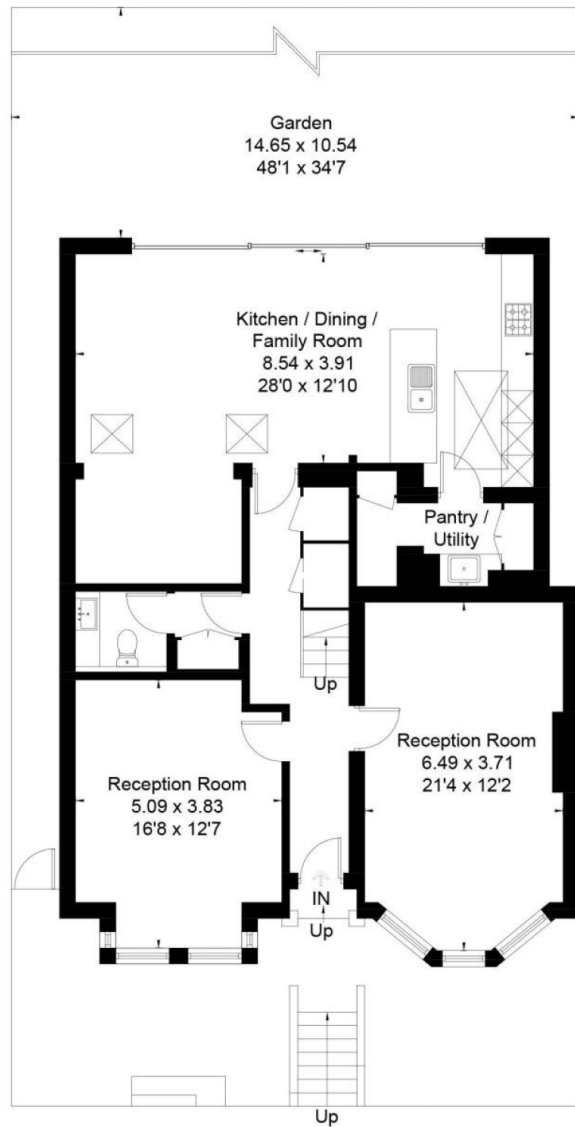 Garden
14.65 x 10.54
48'1 x 34'7
Kitchen / Dining /
Family Room
8.54 x 3.91
28'0 x 12'10
Pantry /
Utility
Up
Reception Room
6.49 x 3.71
21'4 x 12'2
Reception Room
5.09 x 3.83
16'8 x 12'7
IN
Up
Up